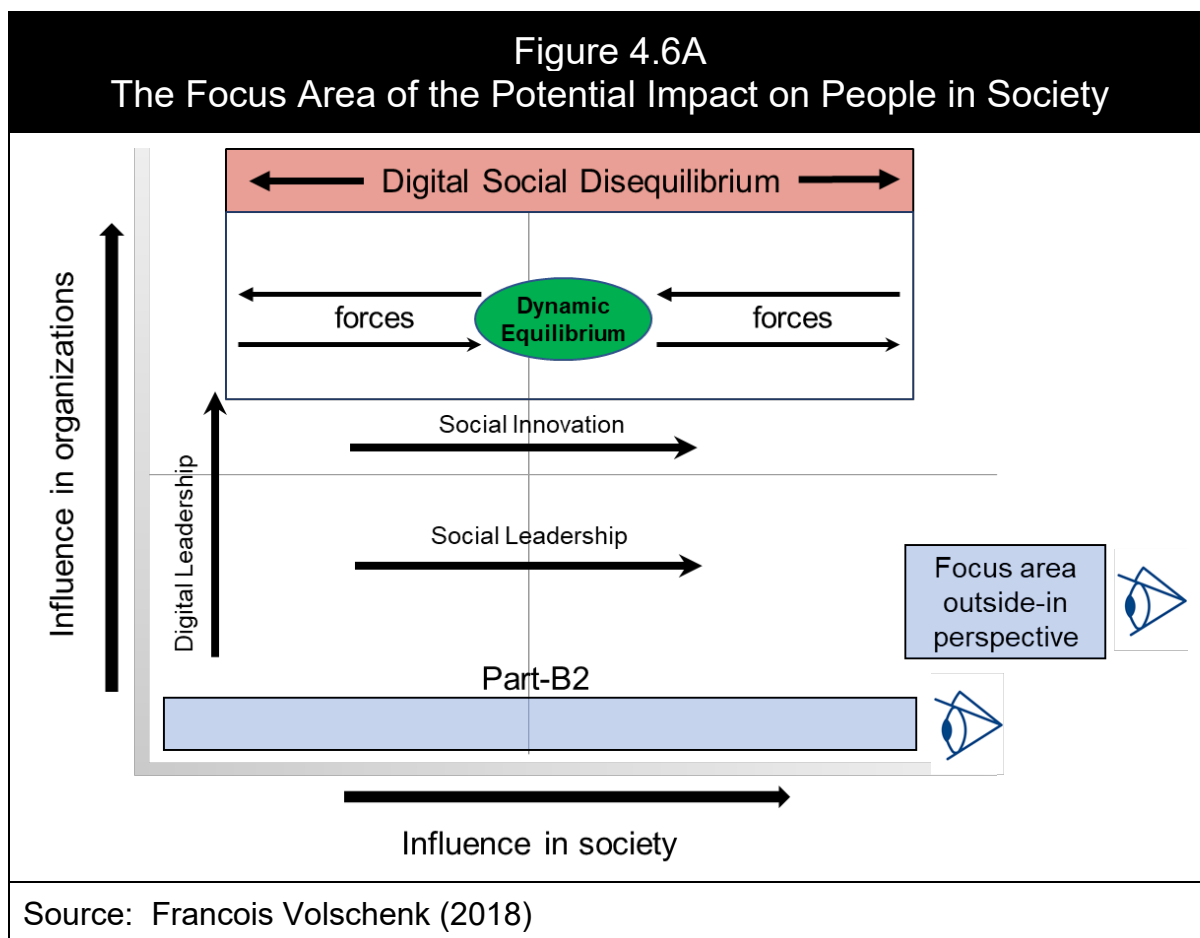 Figure 4.6A
The Focus Area of the Potential Impact on People in Society
Digital Social Disequilibrium
Influence in organizations
forces
Dynamic
Equilibrium
forces
Social Innovation
Digital Leadership
Social Leadership
Focus area
outside-in
perspective
Part-B2
Influence in society
Source: Francois Volschenk (2018)